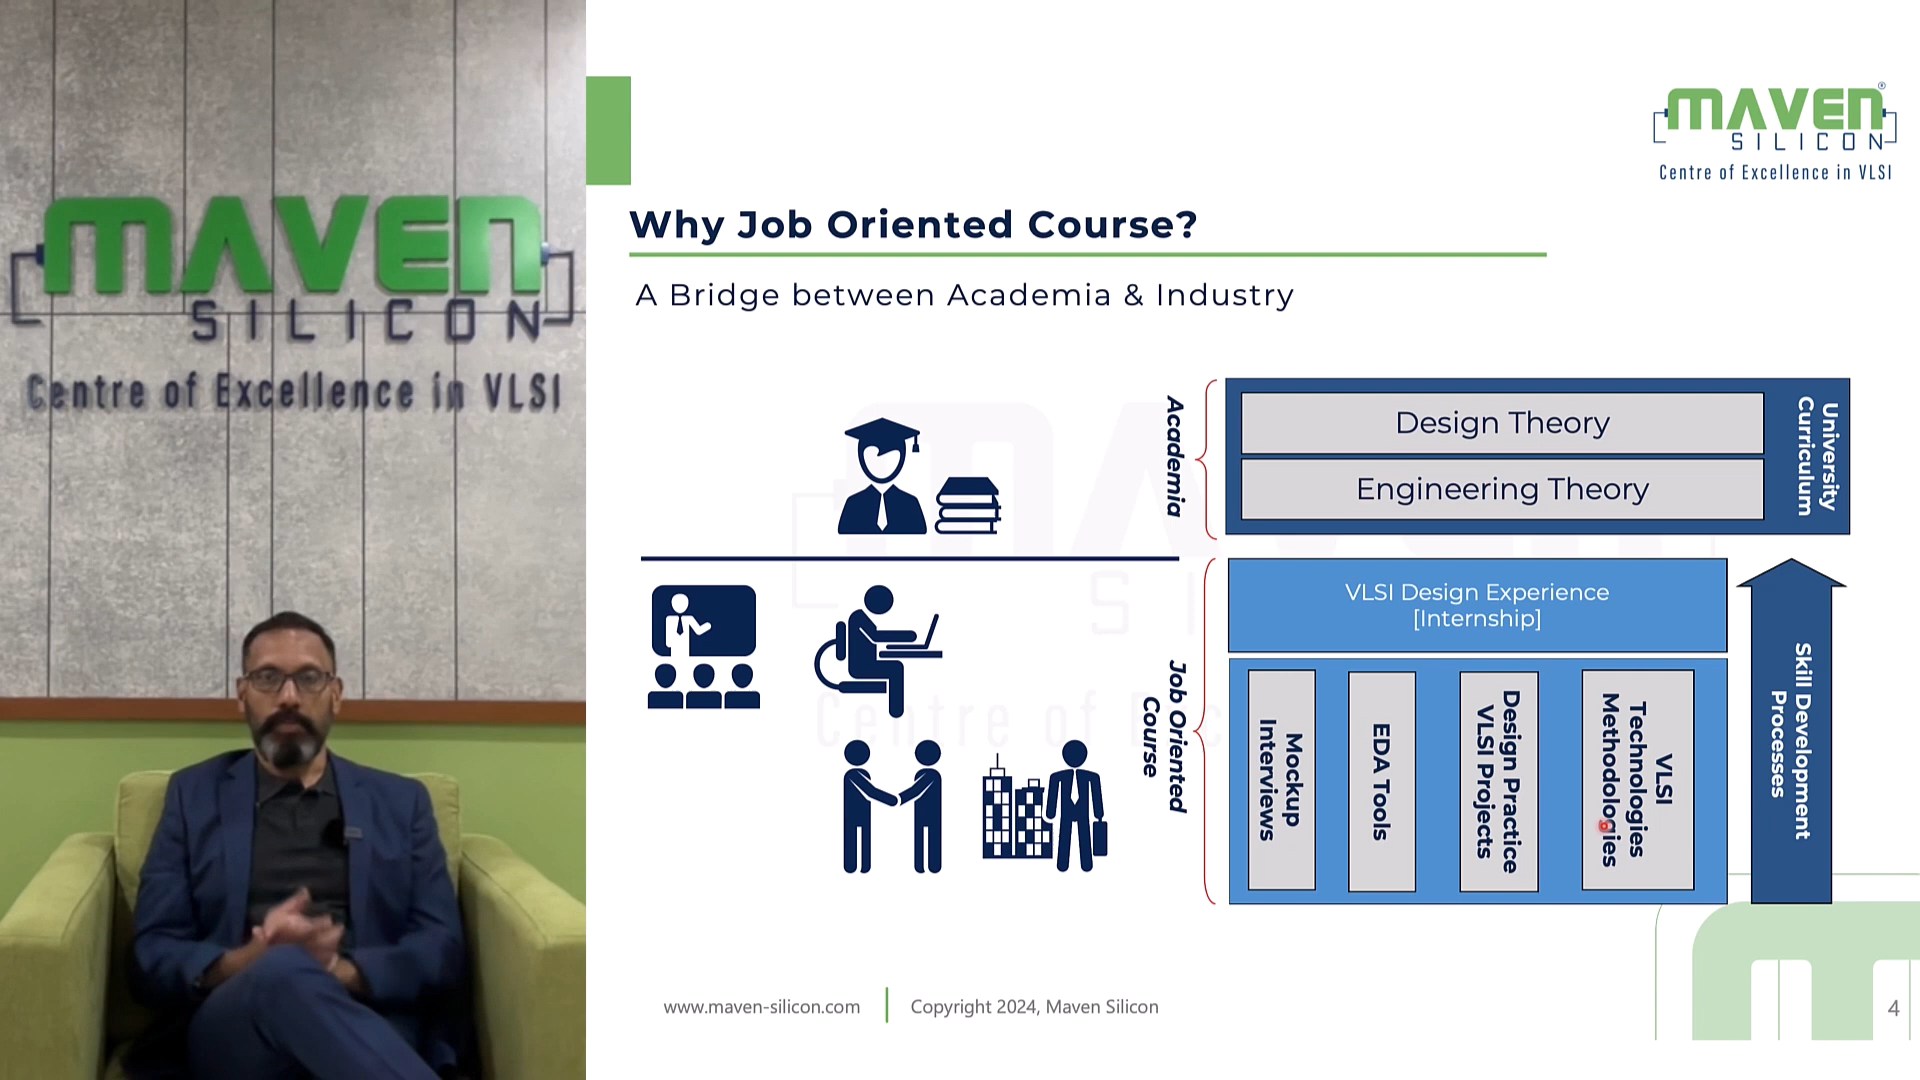 MAVEN
SILICON
Centre of Excellence in VLSI
MAVEN®
SILICON
Centre of Excellence in VLSI
Why Job Oriented Course?
A Bridge between Academia & Industry
Academia
Design Theory
Engineering Theory
University
Curriculum
Job Oriented
Course
VLSI Design Experience
[Internship]
Mockup
Interviews
EDA Tools
Design Practice
VLSI Projects
VLSI
Technologies
Methodologies
Skill Development
Processes
www.maven-silicon.com
Copyright 2024, Maven Silicon
4